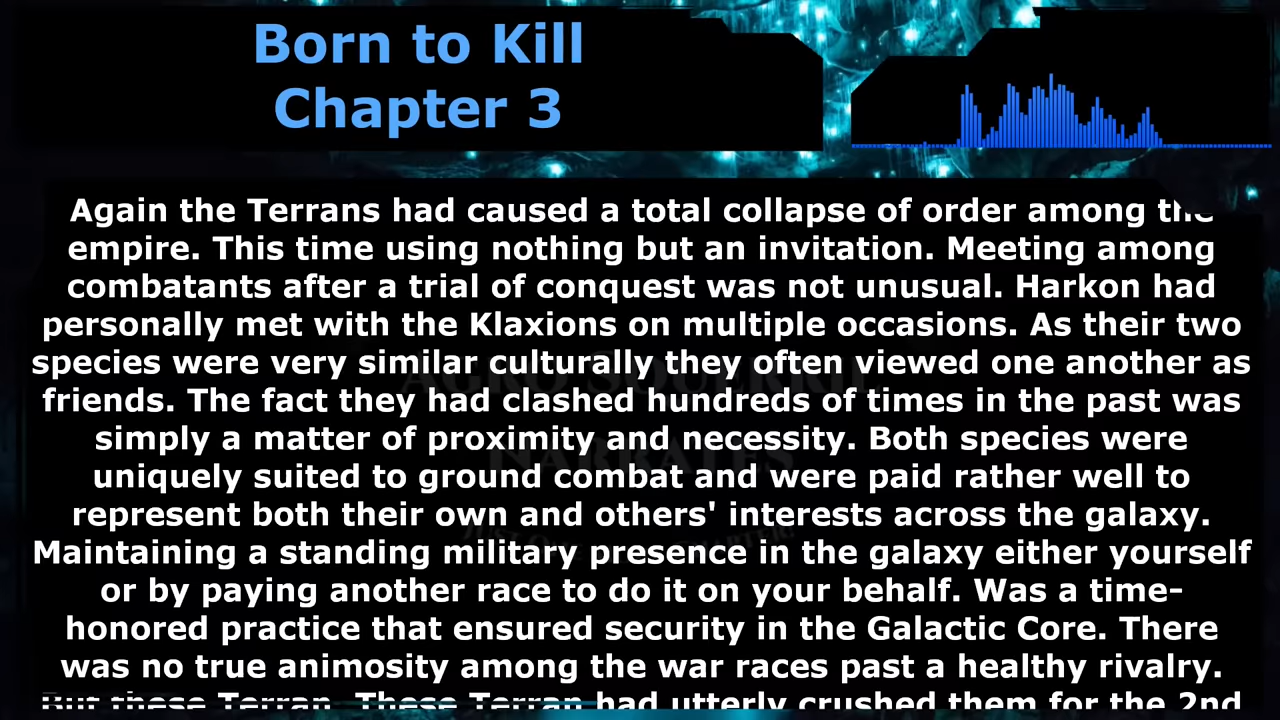 Born to Kill
Chapter 3
Again the Terrans had caused a total collapse of order among the
empire. This time using nothing but an invitation. Meeting among
combatants after a trial of conquest was not unusual. Harkon had
personally met with the Klaxions on multiple occasions. As their two
species were very similar culturally they often viewed one another as
friends. The fact they had clashed hundreds of times in the past was
simply a matter of proximity and necessity. Both species were
uniquely suited to ground combat and were paid rather well to
represent both their own and others' interests across the galaxy.
Maintaining a standing military presence in the galaxy either yourself
or by paying another race to do it on your behalf. Was a time-
honored practice that ensured security in the Galactic Core. There
was no true animosity among the war races past a healthy rivalry.
But these Terran. These Terran had utterly crushed them for the 2nd